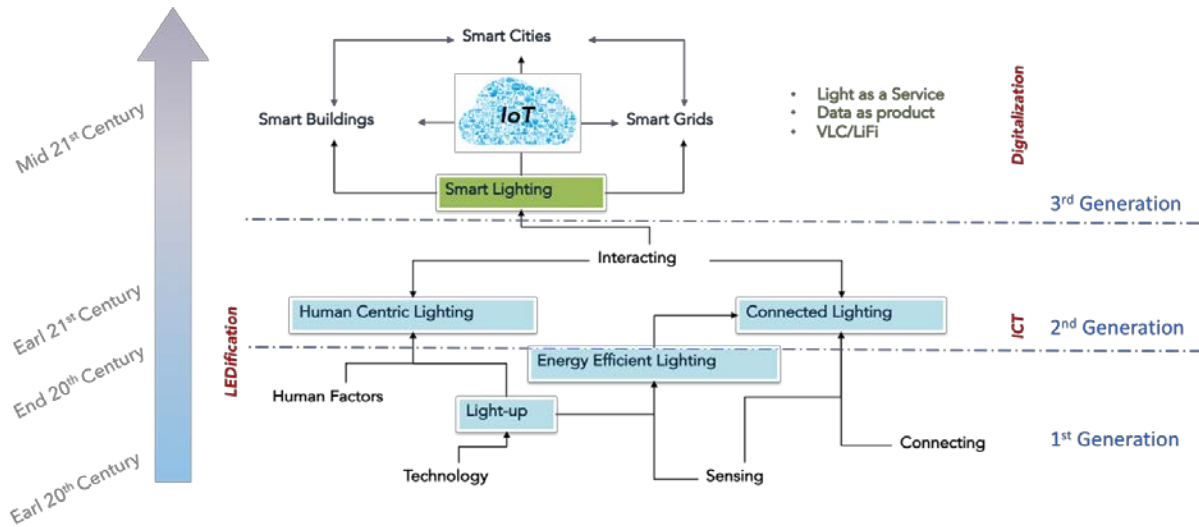 Smart Cities
IoT
Smart Buildings
Smart Grids
• Light as a Service
• Data as product
• VLC/LiFi
Digitalization
Mid 21st Century
Smart Lighting
3rd Generation
Interacting
Earl 21st Century
Human Centric Lighting
Connected Lighting
ICT
2nd Generation
LEDification
End 20th Century
Energy Efficient Lighting
Human Factors
Light-up
Connecting
1st Generation
Technology
Sensing
Earl 20th Century